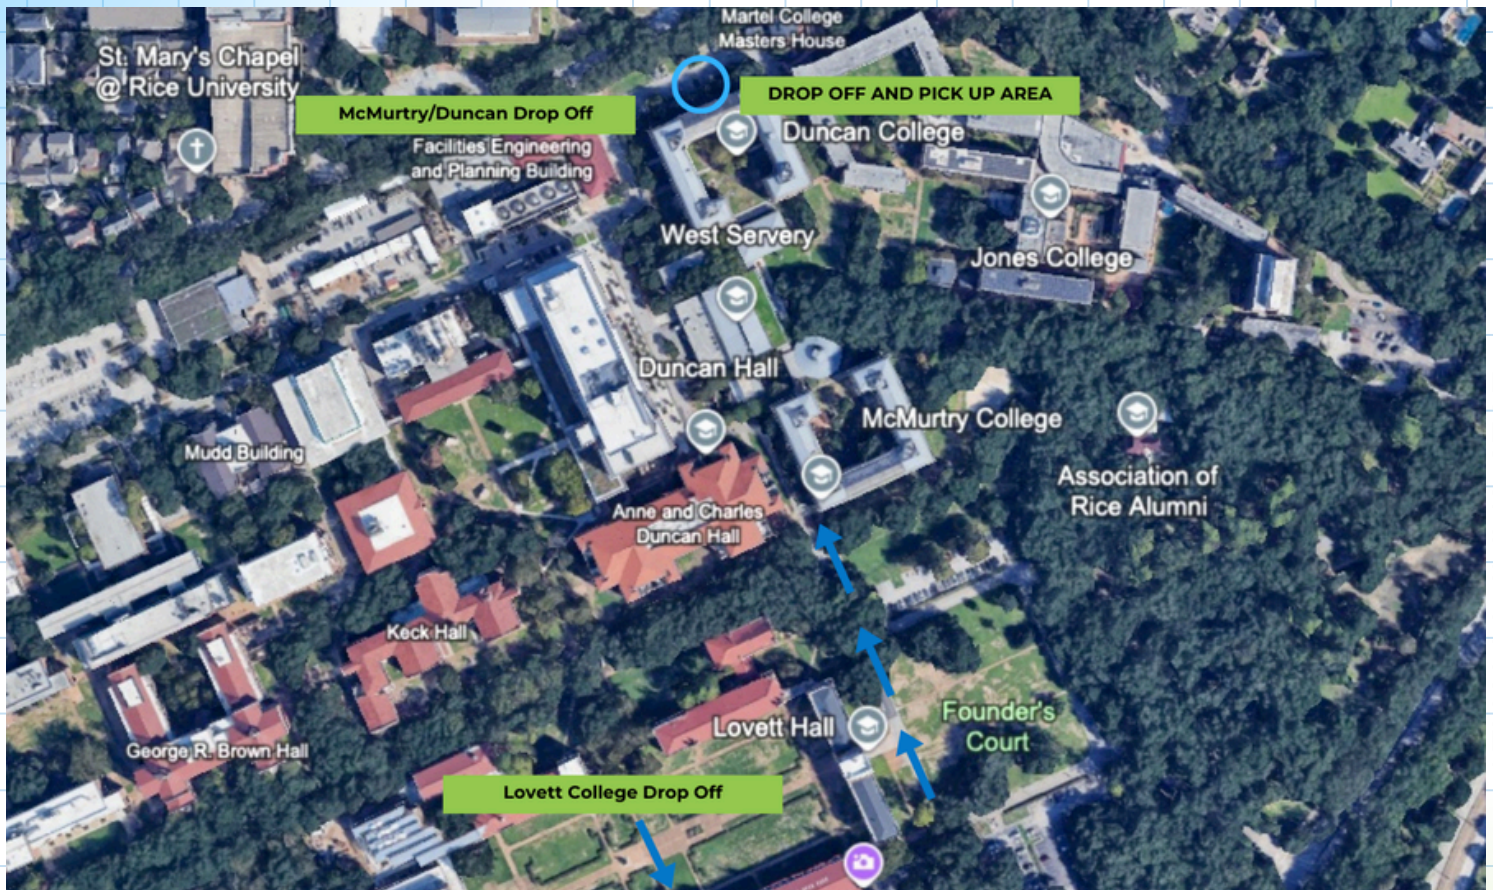 Martel College
Masters House
St. Mary's Chapel
@ Rice University
DROP OFF AND PICK UP AREA
McMurtry/Duncan Drop Off
Duncan College
Facilities Engineering
and Planning Building
West Servery
Jones College
Duncan Hall
McMurtry College
Mudd Building
Association of
Rice Alumni
Anne and Charles
Duncan Hall
Keck Hall
Founder's
Court
Lovett Hall
George R. Brown Hall
Lovett College Drop Off